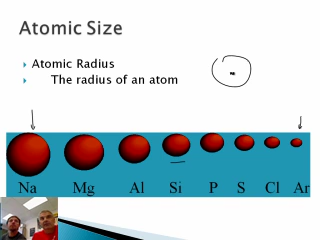 Atomic Size
Atomic Radius
The radius of an atom
Na Mg Al Si P S Cl Ar